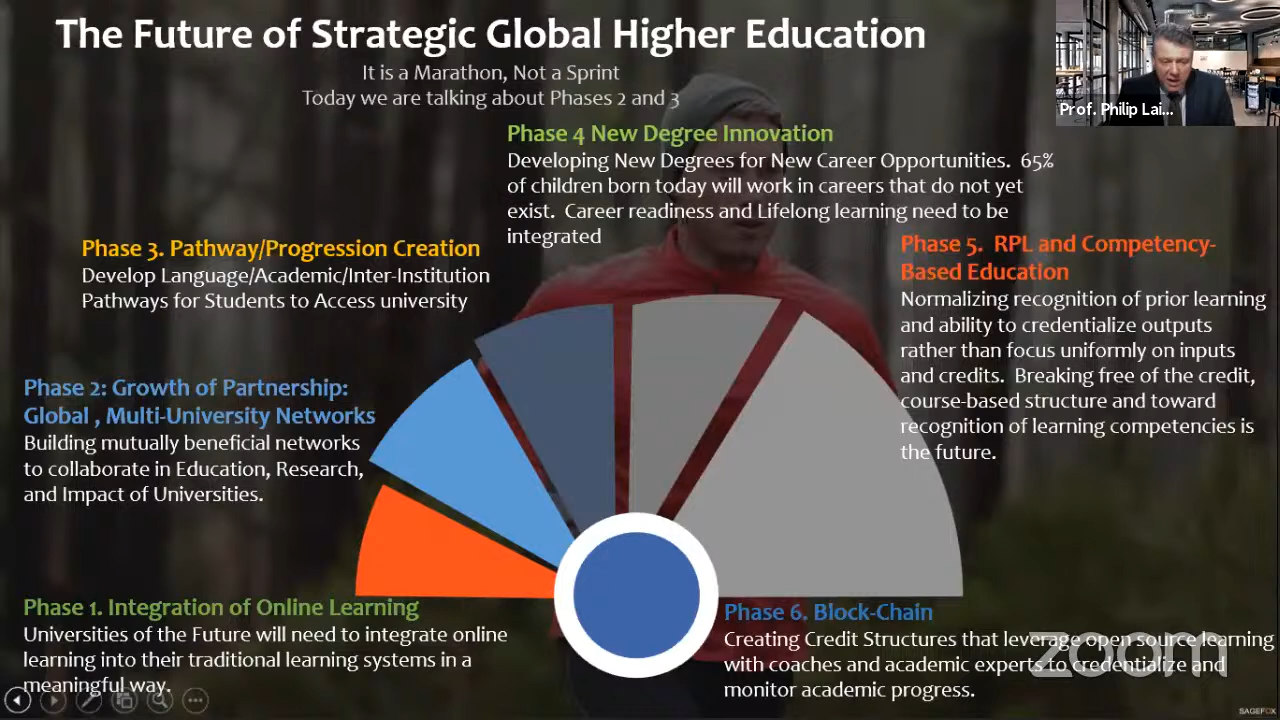 The Future of Strategic Global Higher Education
It is a Marathon, Not a Sprint
Today we are talking about Phases 2 and 3
Prof. Philip Lai...
Phase 4 New Degree Innovation
Developing New Degrees for New Career Opportunities.  65%
of children born today will work in careers that do not yet
exist.  Career readiness and Lifelong learning need to be
integrated
Phase 3. Pathway/Progression Creation
Develop Language/Academic/Inter-Institution
Pathways for Students to Access university
Phase 5.  RPL and Competency-
Based Education
Normalizing recognition of prior learning
and ability to credentialize outputs
rather than focus uniformly on inputs
and credits.  Breaking free of the credit,
course-based structure and toward
recognition of learning competencies is
the future.
Phase 2: Growth of Partnership:
Global , Multi-University Networks
Building mutually beneficial networks
to collaborate in Education, Research,
and Impact of Universities.
Phase 1. Integration of Online Learning
Universities of the Future will need to integrate online
learning into their traditional learning systems in a
meaningful way.
Phase 6. Block-Chain
Creating Credit Structures that leverage open source learning
with coaches and academic experts to credentialize and
monitor academic progress.
zoom
SAGEFOX